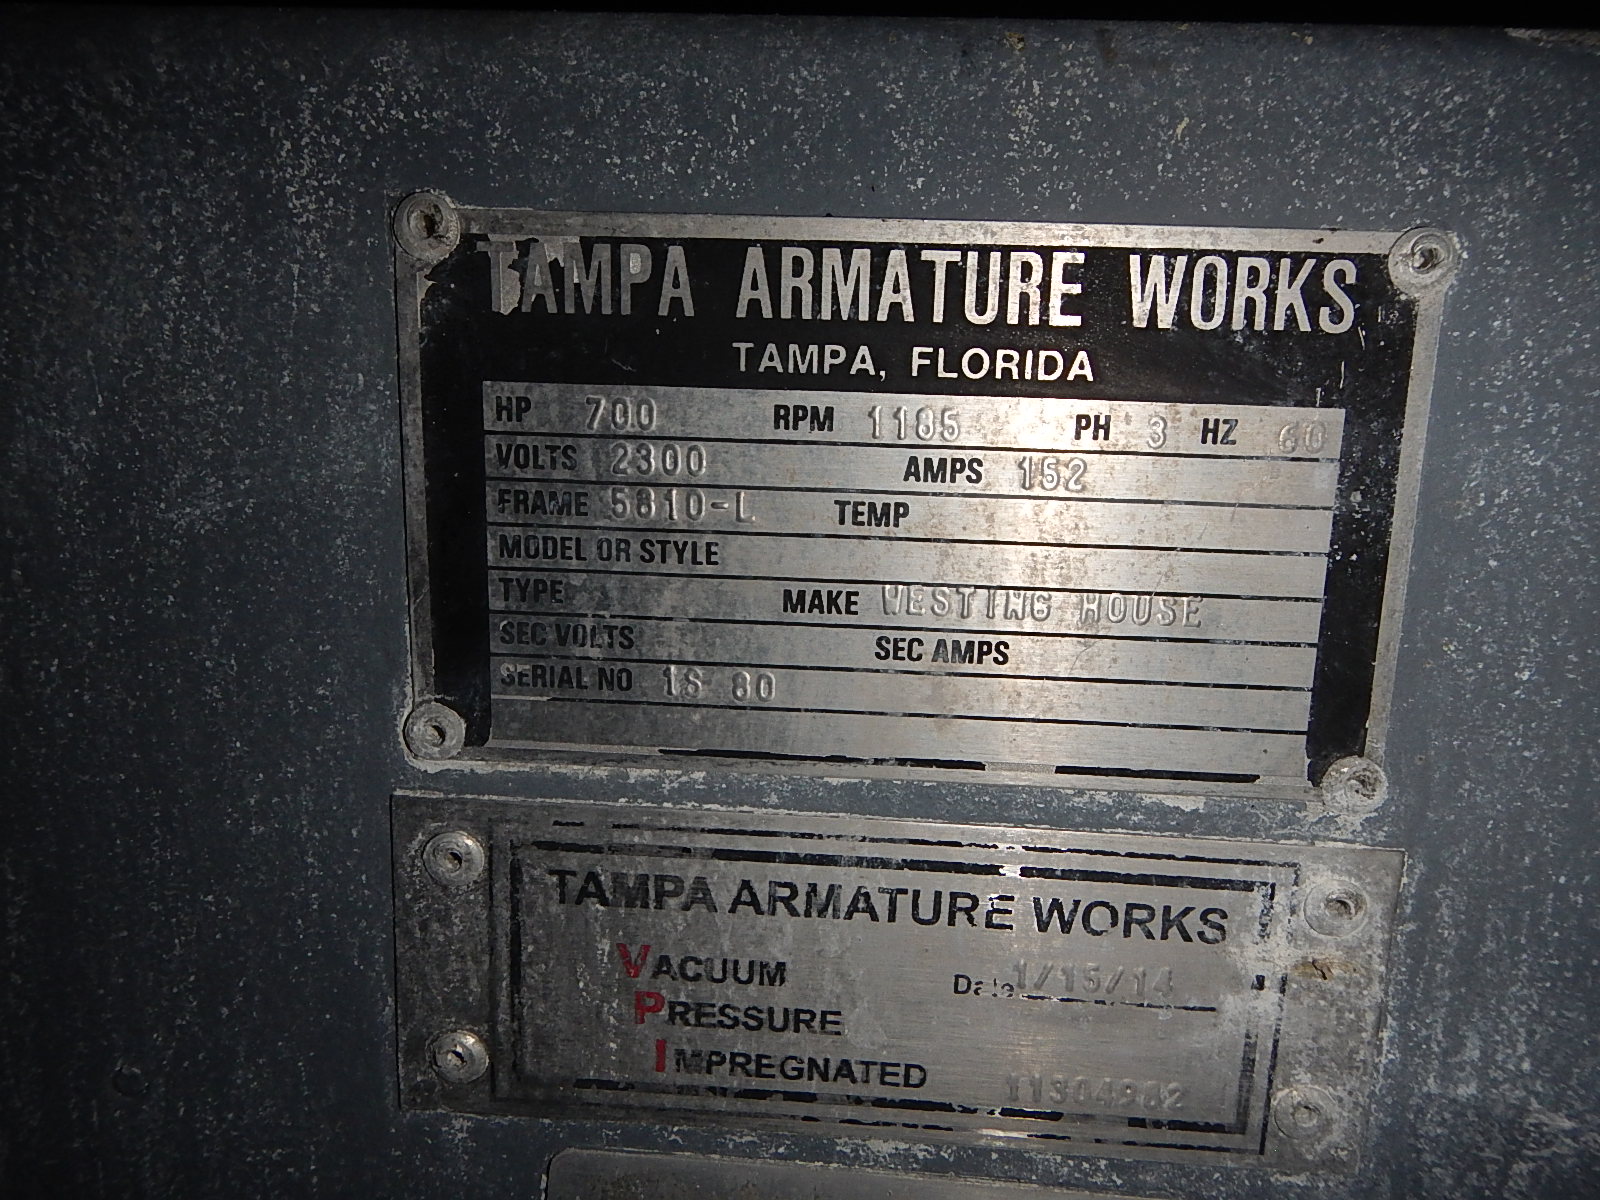 TAMPA ARMATURE WORKS
TAMPA, FLORIDA
HP 700 RPM 1185 PH 3 HZ 60
VOLTS 2300 AMPS 152
FRAME 5810-L TEMP
MODEL OR STYLE
TYPE MAKE WESTING HOUSE
SEC VOLTS SEC AMPS
SERIAL NO 1S 80
TAMPA ARMATURE WORKS
VACUUM Date 1/15/14
PRESSURE
IMPREGNATED